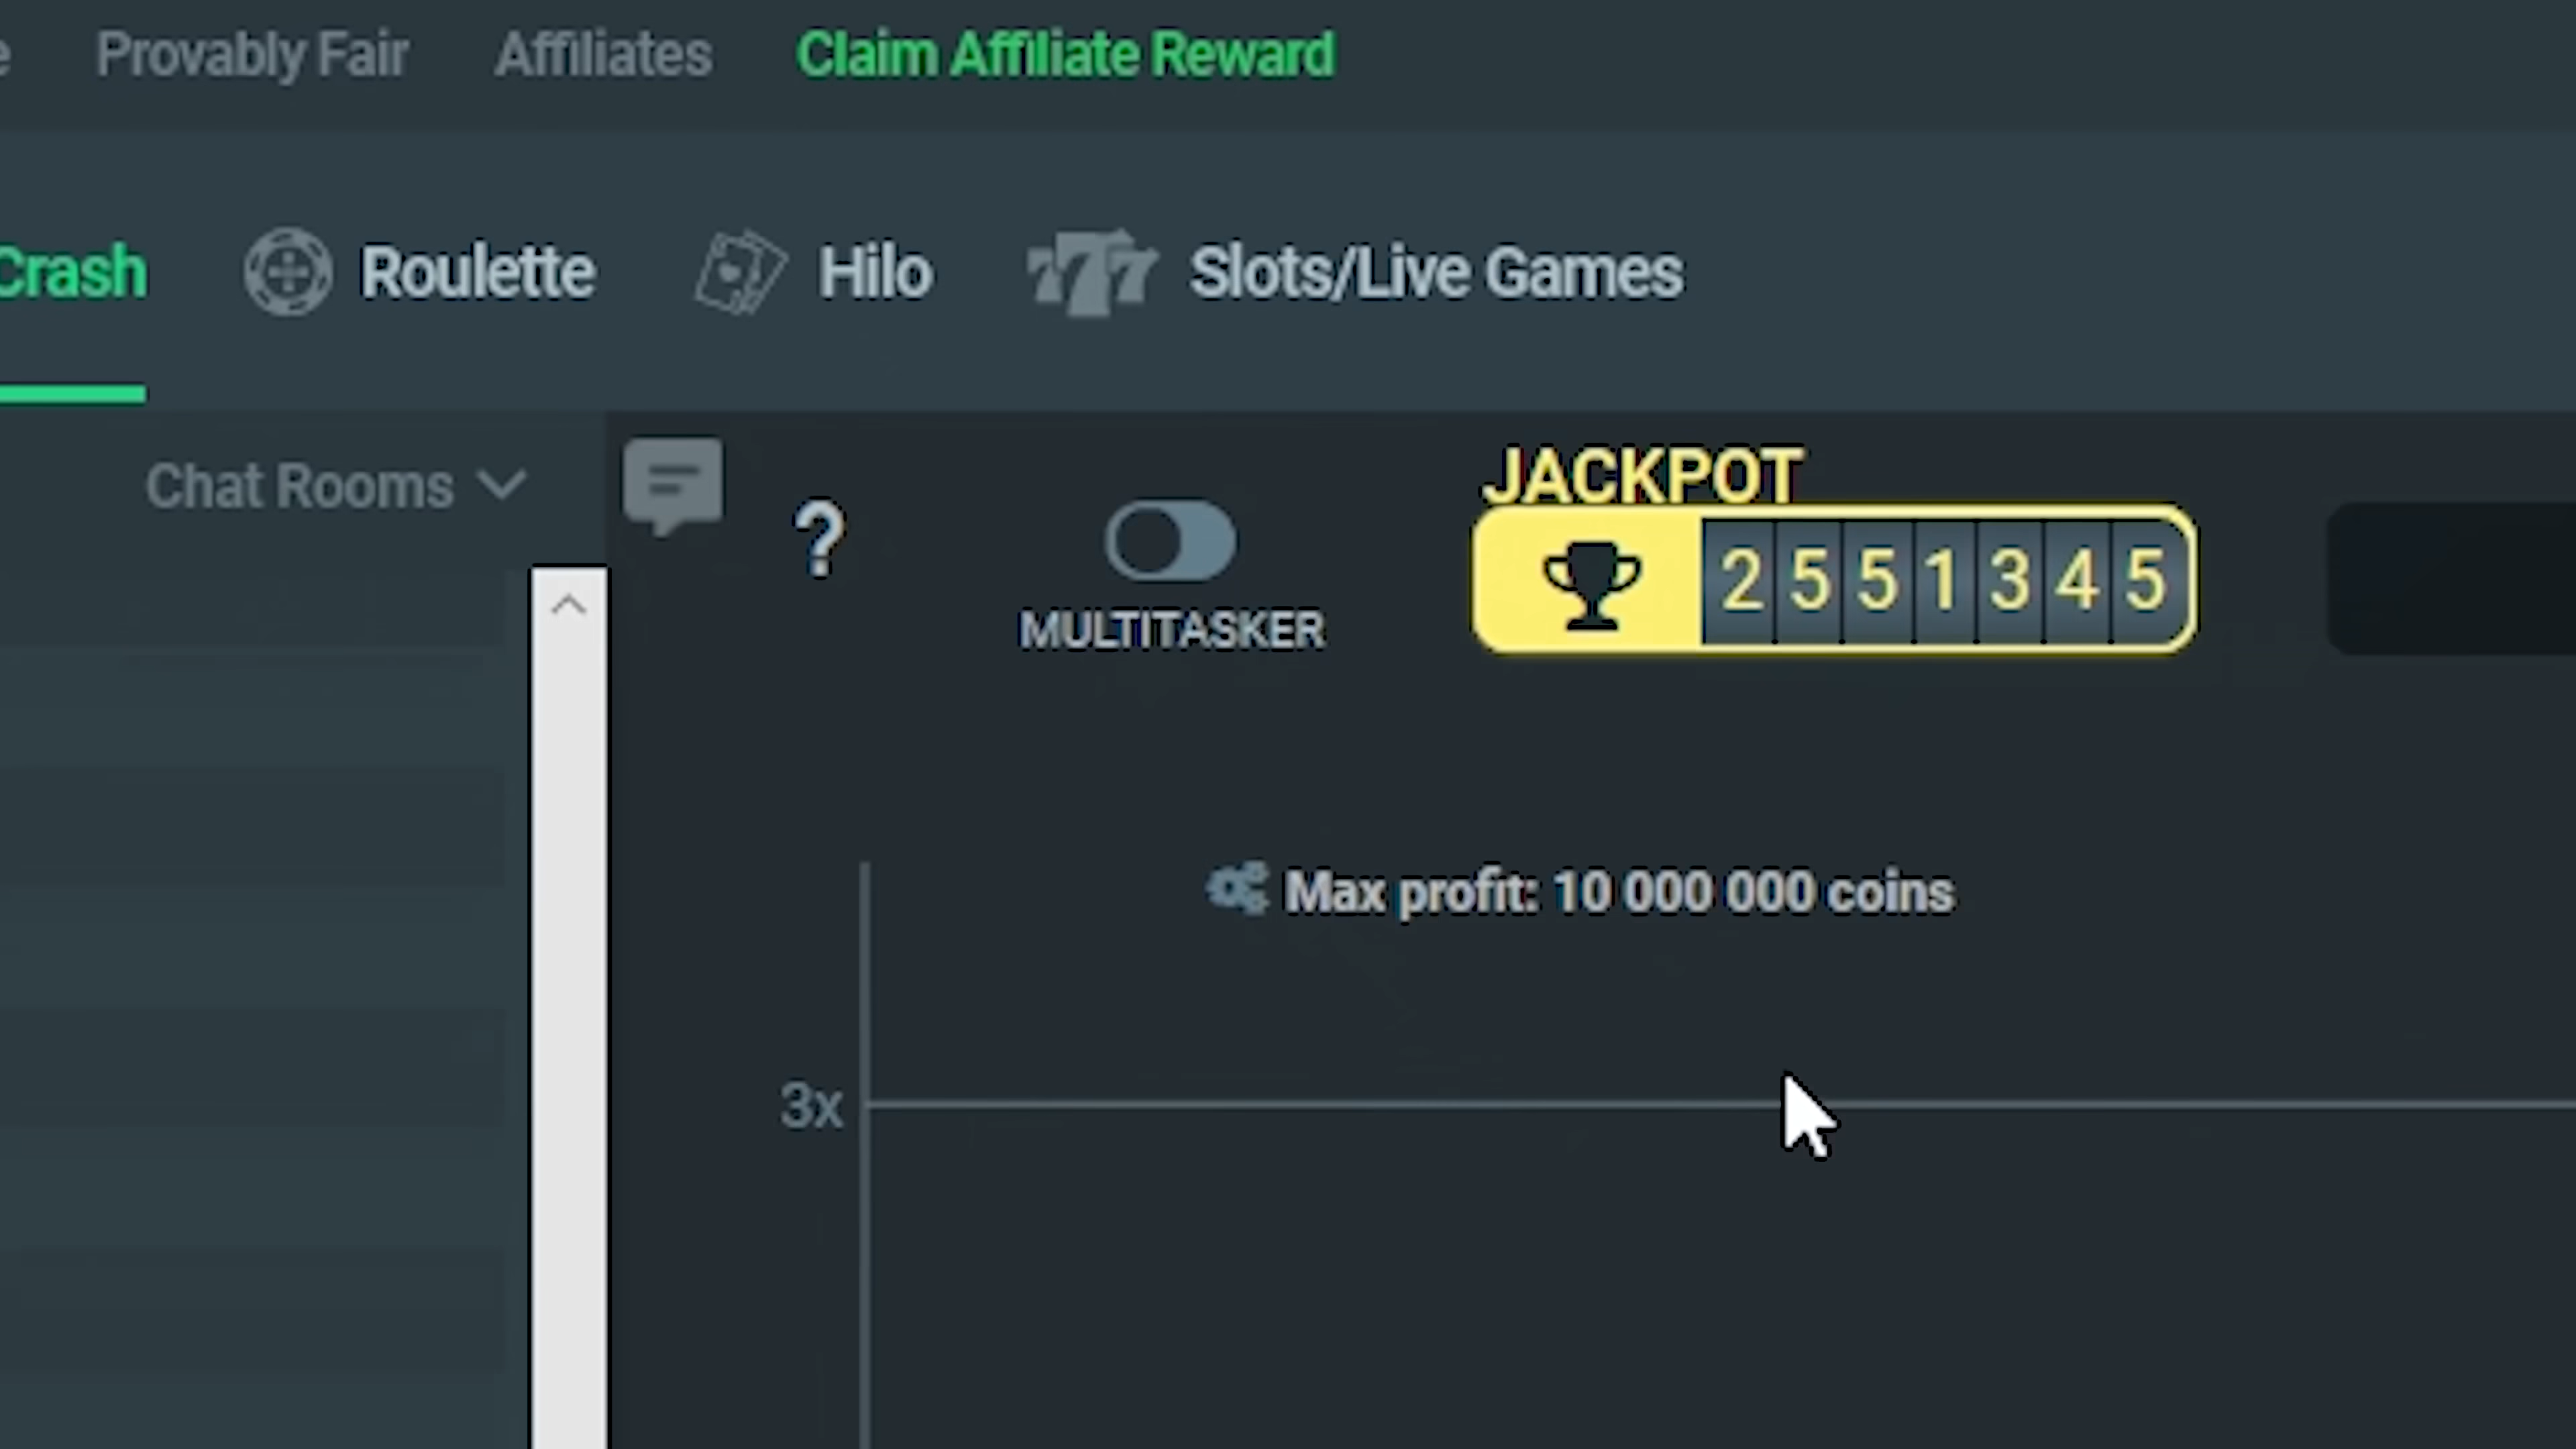 Provably Fair Affiliates Claim Affiliate Reward
Crash Roulette Hilo Slots/Live Games
Chat Rooms
?
JACKPOT
2551345
MULTITASKER
Max profit: 10 000 000 coins
3x